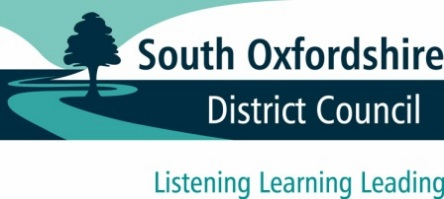 South Oxfordshire
District Council
Listening Learning Leading